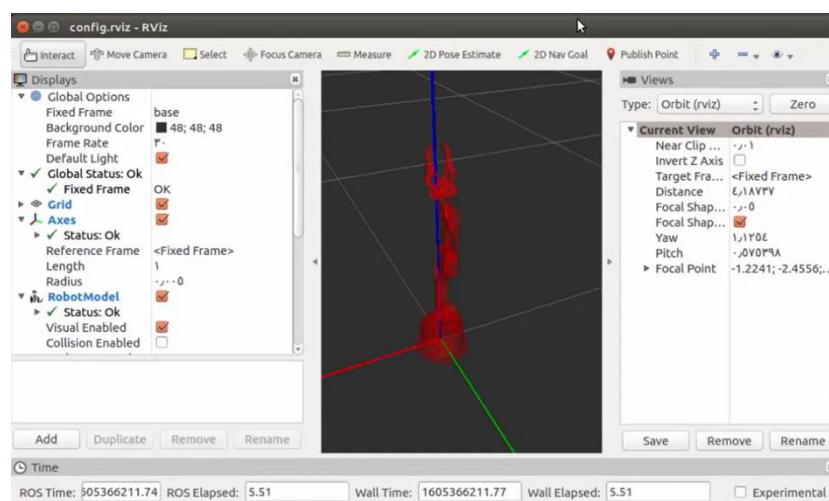 config.rviz - RViz
Interact Move Camera Select Focus Camera Measure 2D Pose Estimate 2D Nav Goal Publish Point
Displays
Global Options
Fixed Frame base
Background Color 48; 48; 48
Frame Rate ٣٠
Default Light
Global Status: Ok
Fixed Frame OK
Grid
Axes
Status: Ok
Reference Frame <Fixed Frame>
Length ١
Radius ٠٫٠٠٥
RobotModel
Status: Ok
Visual Enabled
Collision Enabled
Add Duplicate Remove Rename
Views
Type: Orbit (rviz) Zero
Current View Orbit (rviz)
Near Clip ... ٠٫٠١
Invert Z Axis
Target Fra... <Fixed Frame>
Distance ٤٫١٨٧٣٧
Focal Shap... ٠٫٠٥
Focal Shap...
Yaw ١٫١٢٥٤
Pitch ٠٫٥٧٥٣٩٨
Focal Point -1.2241; -2.4556;...
Save Remove Rename
Time
ROS Time: 505366211.74 ROS Elapsed: 5.51 Wall Time: 1605366211.77 Wall Elapsed: 5.51 Experimental